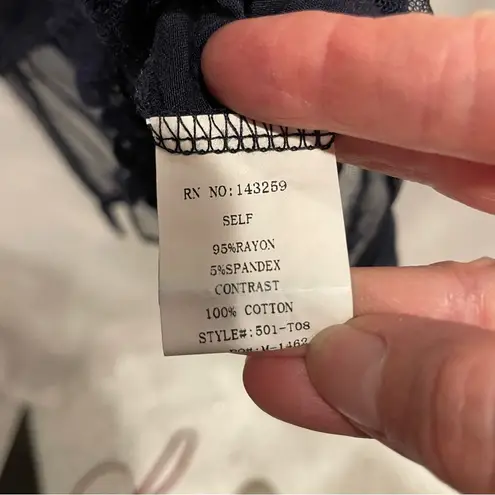 RN NO:143259
SELF
95%RAYON
5%SPANDEX
CONTRAST
100% COTTON
STYLE#:501-T08